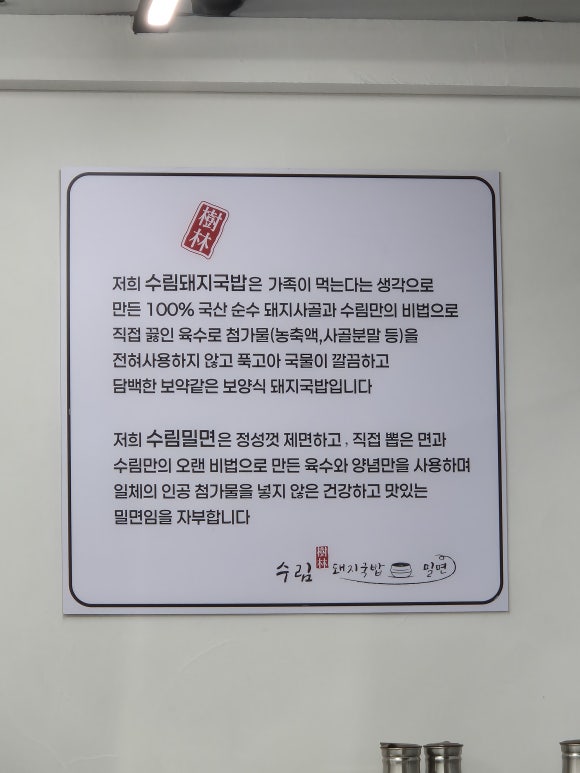 樹
林
저희 수림돼지국밥은 가족이 먹는다는 생각으로
만든 100% 국산 순수 돼지사골과 수림만의 비법으로
직접 끓인 육수로 첨가물(농축액,사골분말 등)을
전혀사용하지 않고 푹고아 국물이 깔끔하고
담백한 보약같은 보양식 돼지국밥입니다
저희 수림밀면은 정성껏 제면하고, 직접 뽑은 면과
수림만의 오랜 비법으로 만든 육수와 양념만을 사용하며
일체의 인공 첨가물을 넣지 않은 건강하고 맛있는
밀면임을 자부합니다
수림 樹林 돼지국밥 밀면